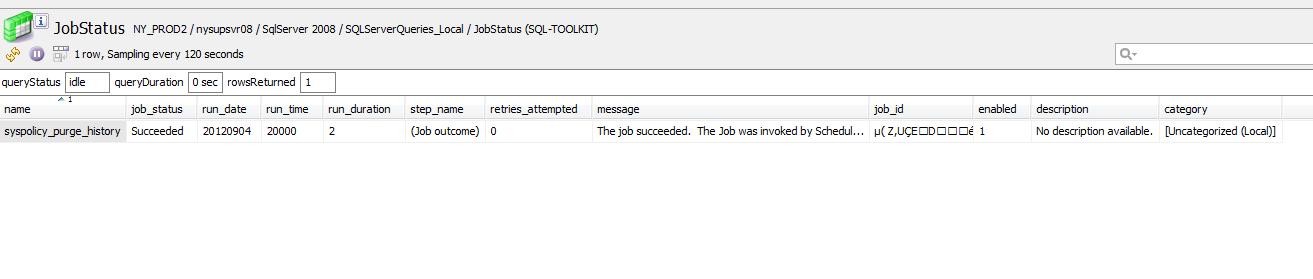 JobStatus NY_PROD2 / nysupsvr08 / SqlServer 2008 / SQLServerQueries_Local / JobStatus (SQL-TOOLKIT)
1 row, Sampling every 120 seconds
queryStatus idle queryDuration 0 sec rowsReturned 1
name 1 job_status run_date run_time run_duration step_name retries_attempted message job_id enabled description category
syspolicy_purge_history Succeeded 20120904 20000 2 (Job outcome) 0 The job succeeded. The Job was invoked by Schedul... 1 No description available. [Uncategorized (Local)]